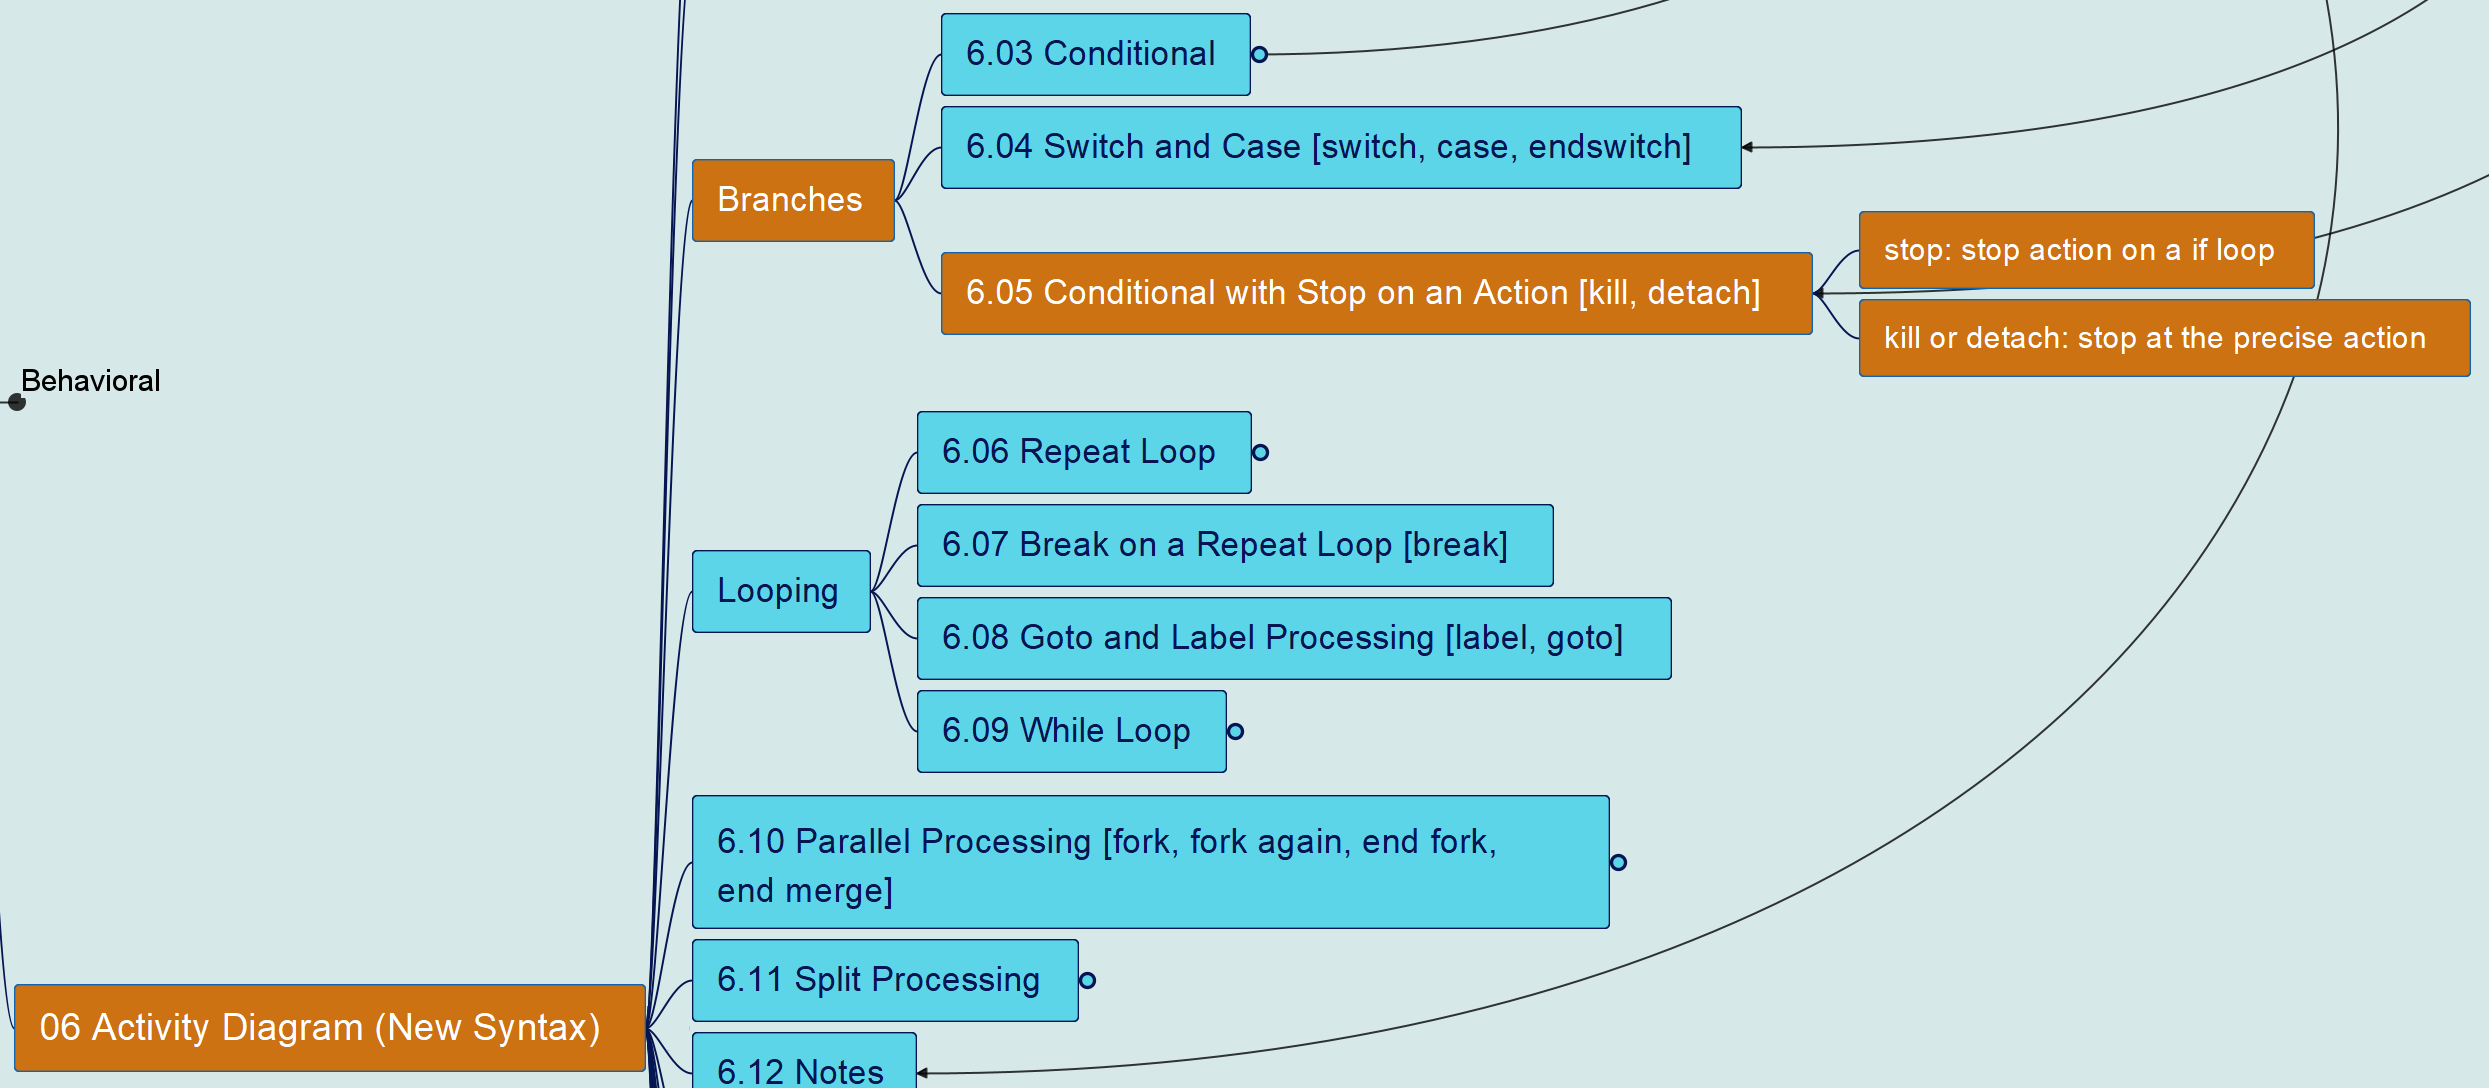 6.03 Conditional
6.04 Switch and Case [switch, case, endswitch]
Branches
stop: stop action on a if loop
6.05 Conditional with Stop on an Action [kill, detach]
kill or detach: stop at the precise action
Behavioral
6.06 Repeat Loop
6.07 Break on a Repeat Loop [break]
Looping
6.08 Goto and Label Processing [label, goto]
6.09 While Loop
6.10 Parallel Processing [fork, fork again, end fork,
end merge]
6.11 Split Processing
06 Activity Diagram (New Syntax)
6.12 Notes